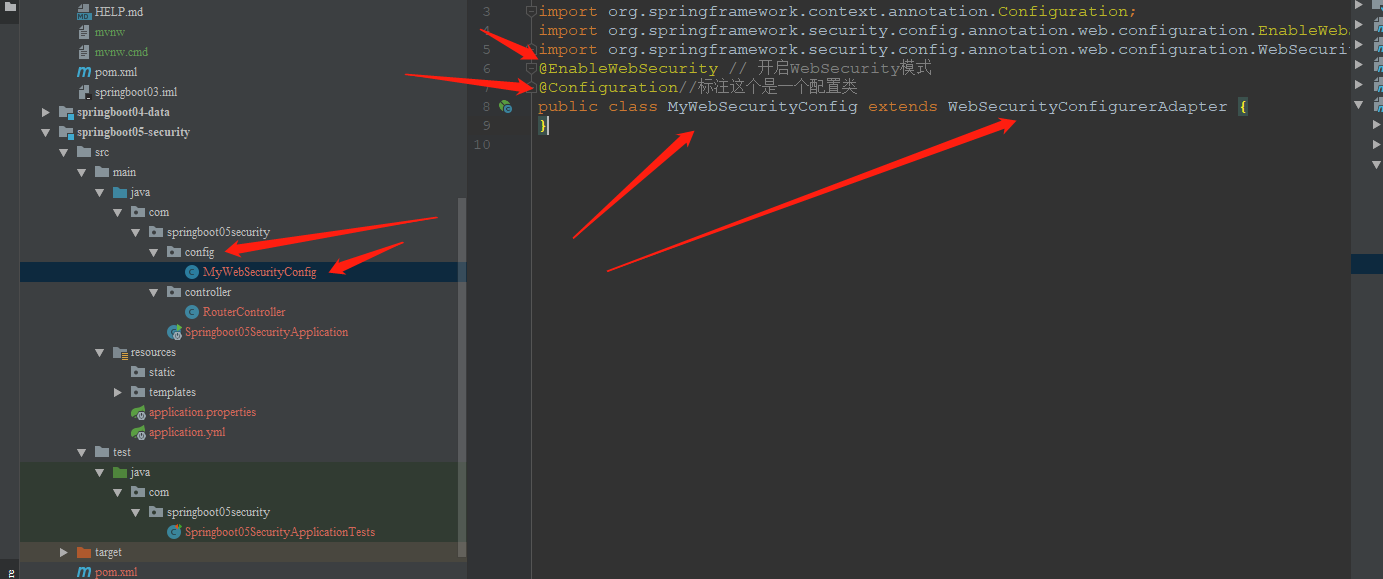 HELP.md
mvnw
mvnw.cmd
pom.xml
springboot03.iml
springboot04-data
springboot05-security
src
main
java
com
springboot05security
config
MyWebSecurityConfig
controller
RouterController
Springboot05SecurityApplication
resources
static
templates
application.properties
application.yml
test
java
com
springboot05security
Springboot05SecurityApplicationTests
target
pom.xml
3 import org.springframework.context.annotation.Configuration;
4 import org.springframework.security.config.annotation.web.configuration.EnableWeb
5 import org.springframework.security.config.annotation.web.configuration.WebSecuri
6 @EnableWebSecurity // 开启WebSecurity模式
7 @Configuration//标注这个是一个配置类
8 public class MyWebSecurityConfig extends WebSecurityConfigurerAdapter {
9 }
10